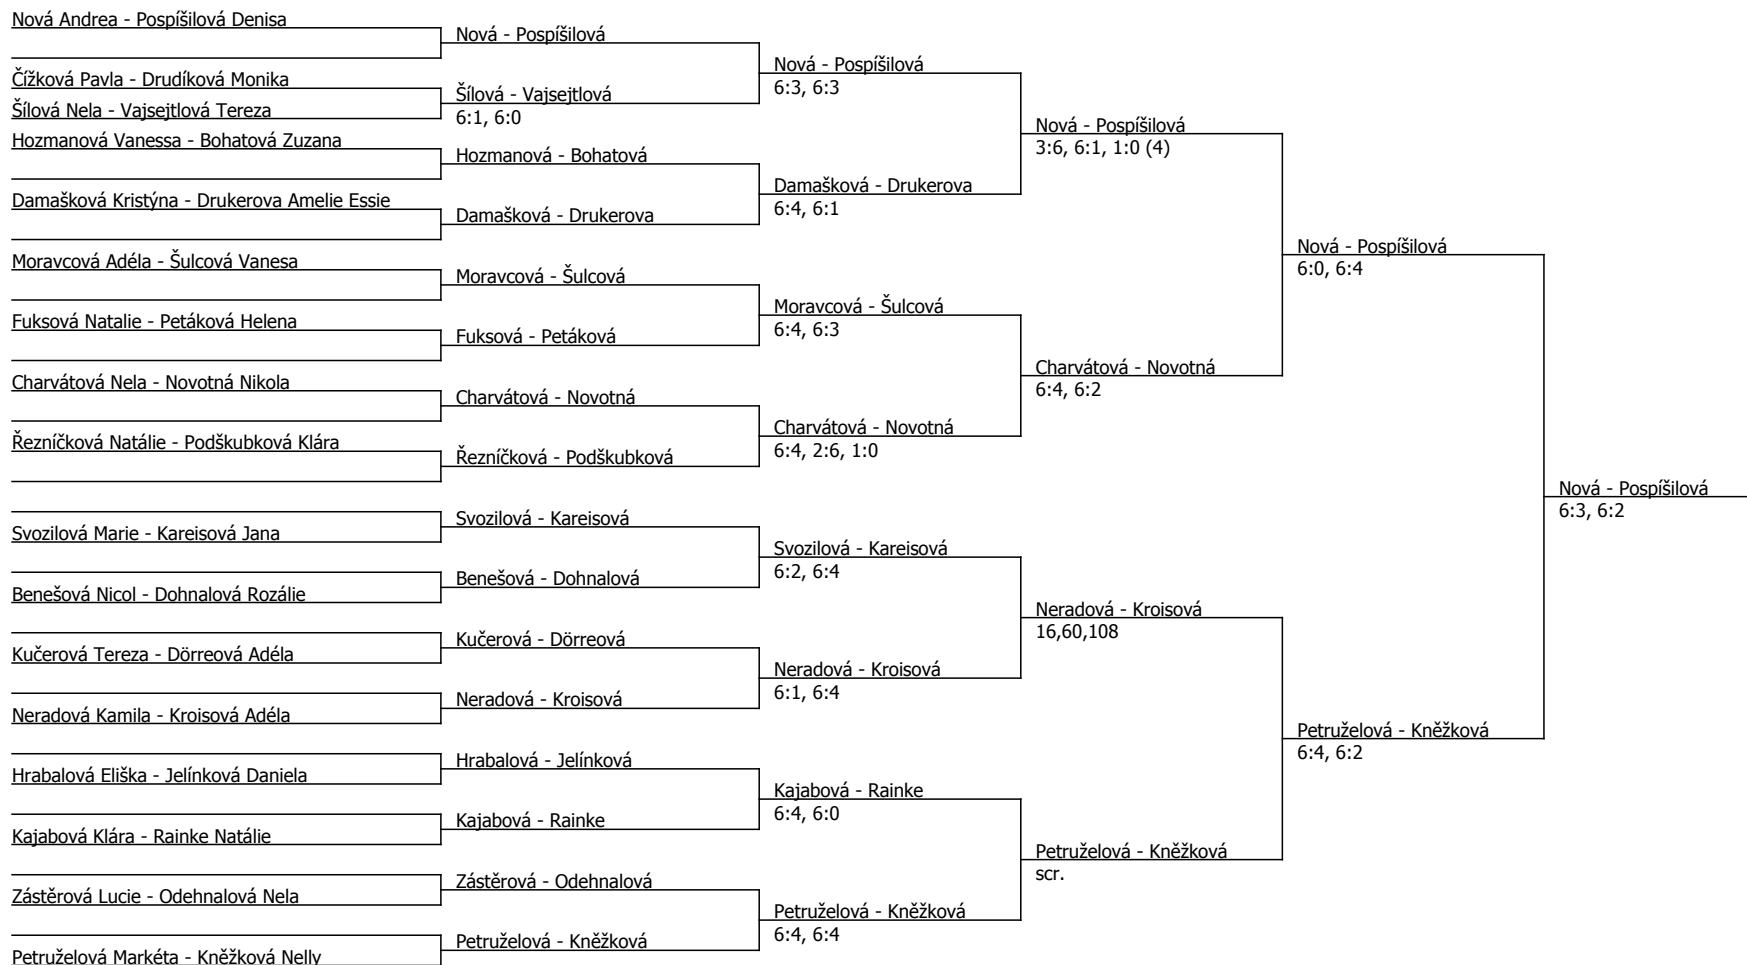 Nová Andrea - Pospíšilová Denisa
Čížková Pavla - Drudíková Monika
Šílová Nela - Vajsejtlová Tereza
Hozmanová Vanessa - Bohatová Zuzana
Damašková Kristýna - Drukerova Amelie Essie
Moravcová Adéla - Šulcová Vanesa
Fuksová Natalie - Petáková Helena
Charvátová Nela - Novotná Nikola
Řezníčková Natálie - Podškubková Klára
Svozilová Marie - Kareisová Jana
Benešová Nicol - Dohnalová Rozálie
Kučerová Tereza - Dörreová Adéla
Neradová Kamila - Kroisová Adéla
Hrabalová Eliška - Jelínková Daniela
Kajabová Klára - Rainke Natálie
Zástěrová Lucie - Odehnalová Nela
Petruželová Markéta - Kněžková Nelly
Nová - Pospíšilová
Šílová - Vajsejtlová
6:1, 6:0
Hozmanová - Bohatová
Damašková - Drukerova
Moravcová - Šulcová
Fuksová - Petáková
Charvátová - Novotná
Řezníčková - Podškubková
Svozilová - Kareisová
Benešová - Dohnalová
Kučerová - Dörreová
Neradová - Kroisová
Hrabalová - Jelínková
Kajabová - Rainke
Zástěrová - Odehnalová
Petruželová - Kněžková
Nová - Pospíšilová
6:3, 6:3
Damašková - Drukerova
6:4, 6:1
Moravcová - Šulcová
6:4, 6:3
Charvátová - Novotná
6:4, 2:6, 1:0
Svozilová - Kareisová
6:2, 6:4
Neradová - Kroisová
6:1, 6:4
Kajabová - Rainke
6:4, 6:0
Petruželová - Kněžková
6:4, 6:4
Nová - Pospíšilová
3:6, 6:1, 1:0 (4)
Charvátová - Novotná
6:4, 6:2
Neradová - Kroisová
16,60,108
Petruželová - Kněžková
scr.
Nová - Pospíšilová
6:0, 6:4
Petruželová - Kněžková
6:4, 6:2
Nová - Pospíšilová
6:3, 6:2